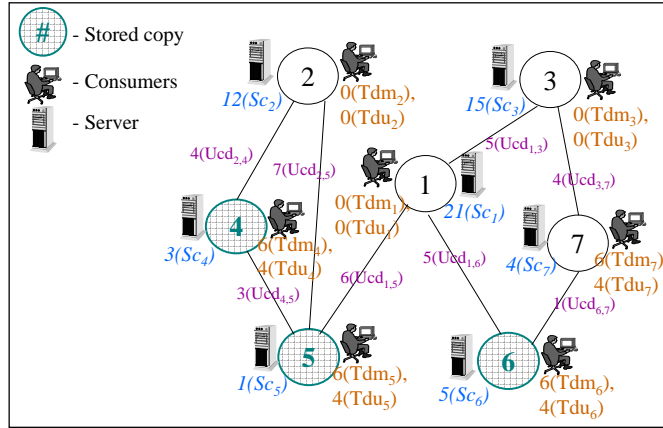 # - Stored copy
- Consumers
- Server
2
12(Sc2)
0(Tdm2),
0(Tdu2)
3
15(Sc3)
0(Tdm3),
0(Tdu3)
5(Ucd1,3)
4(Ucd2,4)
7(Ucd2,5)
1
0(Tdm1),
0(Tdu1)
21(Sc1)
4(Ucd3,7)
4
3(Sc4)
6(Tdm4),
4(Tdu4)
7
4(Sc7)
6(Tdm7),
4(Tdu7)
3(Ucd4,5)
6(Ucd1,5)
5(Ucd1,6)
1(Ucd6,7)
5
1(Sc5)
6(Tdm5),
4(Tdu5)
6
5(Sc6)
6(Tdm6),
4(Tdu6)